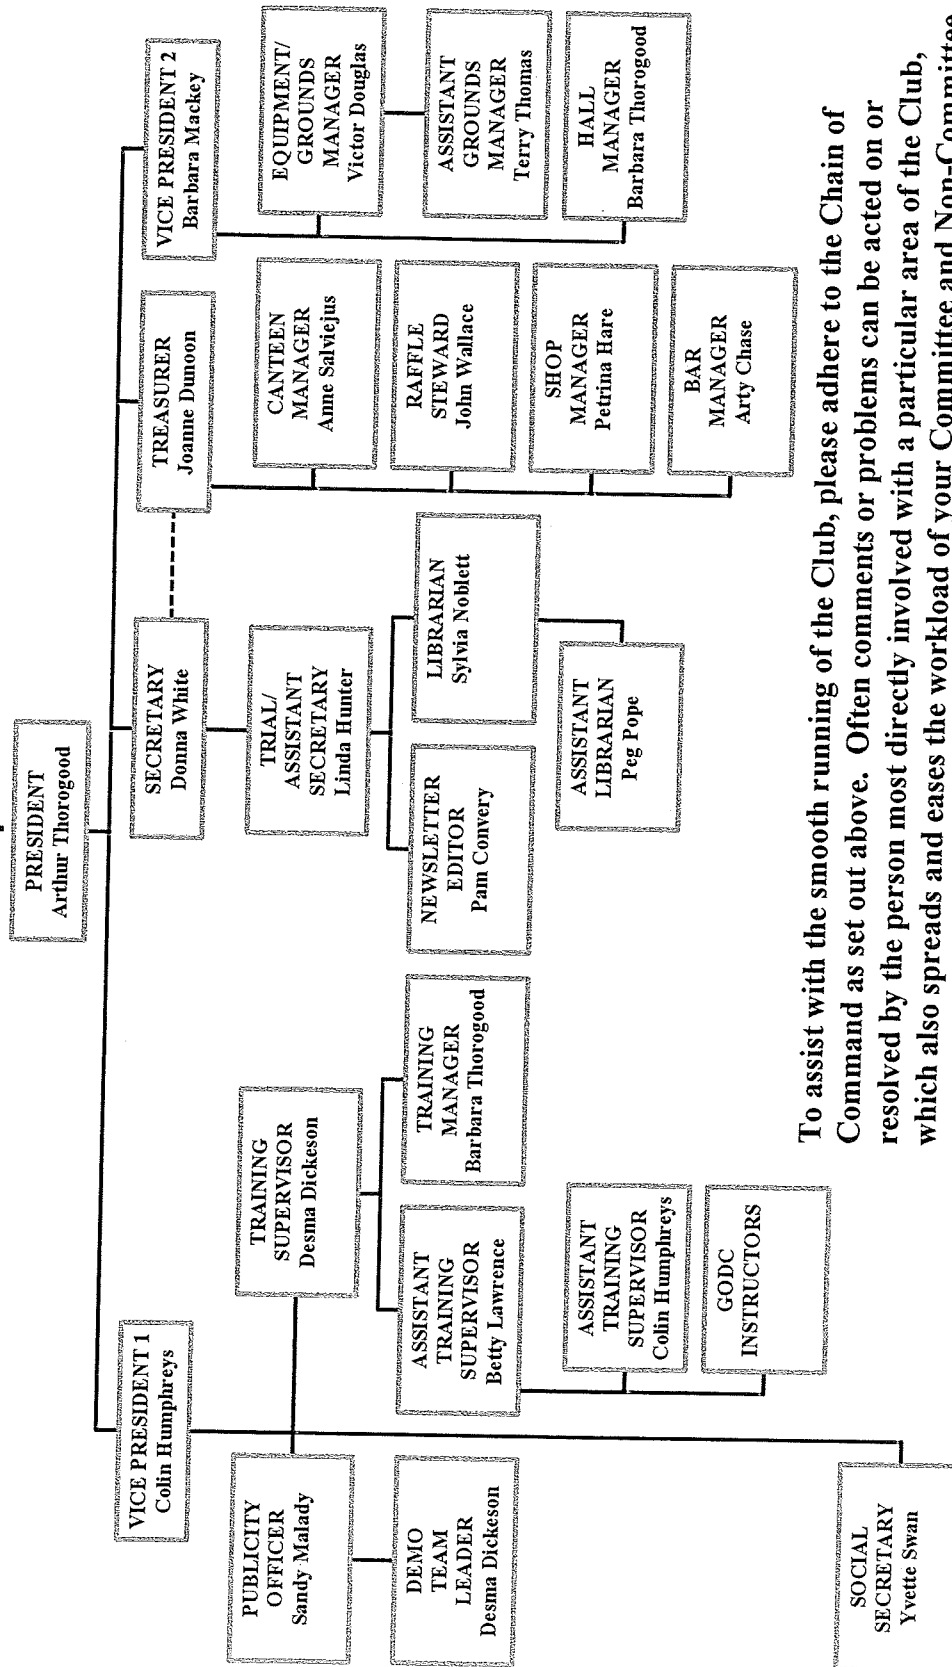 PRESIDENT
Arthur Thorogood
VICE PRESIDENT 1
Colin Humphreys
SECRETARY
Donna White
TREASURER
Joanne Dunoon
VICE PRESIDENT 2
Barbara Mackey
PUBLICITY
OFFICER
Sandy Malady
TRAINING
SUPERVISOR
Desma Dickeson
TRIAL/
ASSISTANT
SECRETARY
Linda Hunter
CANTEEN
MANAGER
Anne Salviejus
EQUIPMENT/
GROUNDS
MANAGER
Victor Douglas
DEMO
TEAM
LEADER
Desma Dickeson
ASSISTANT
TRAINING
SUPERVISOR
Betty Lawrence
TRAINING
MANAGER
Barbara Thorogood
NEWSLETTER
EDITOR
Pam Convery
LIBRARIAN
Sylvia Noblett
RAFFLE
STEWARD
John Wallace
ASSISTANT
GROUNDS
MANAGER
Terry Thomas
ASSISTANT
TRAINING
SUPERVISOR
Colin Humphreys
ASSISTANT
LIBRARIAN
Peg Pope
SHOP
MANAGER
Petrina Hare
HALL
MANAGER
Barbara Thorogood
GODC
INSTRUCTORS
BAR
MANAGER
Arty Chase
SOCIAL
SECRETARY
Yvette Swan
To assist with the smooth running of the Club, please adhere to the Chain of
Command as set out above. Often comments or problems can be acted on or
resolved by the person most directly involved with a particular area of the Club,
which also spreads and eases the workload of your Committee and Non-Committee